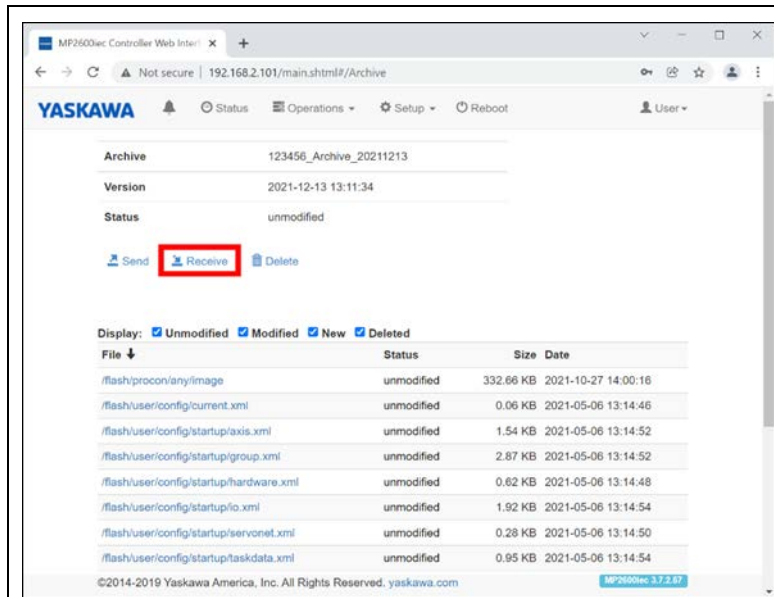 MP2600iec Controller Web Interf
Not secure | 192.168.2.101/main.shtml#/Archive
YASKAWA Status Operations Setup Reboot User
Archive 123456_Archive_20211213
Version 2021-12-13 13:11:34
Status unmodified
Send Receive Delete
Display: Unmodified Modified New Deleted
File Status Size Date
/flash/procon/any/image unmodified 332.66 KB 2021-10-27 14:00:16
/flash/user/config/current.xml unmodified 0.06 KB 2021-05-06 13:14:46
/flash/user/config/startup/axis.xml unmodified 1.54 KB 2021-05-06 13:14:52
/flash/user/config/startup/group.xml unmodified 2.87 KB 2021-05-06 13:14:52
/flash/user/config/startup/hardware.xml unmodified 0.62 KB 2021-05-06 13:14:48
/flash/user/config/startup/io.xml unmodified 1.92 KB 2021-05-06 13:14:54
/flash/user/config/startup/servonet.xml unmodified 0.28 KB 2021-05-06 13:14:50
/flash/user/config/startup/taskdata.xml unmodified 0.95 KB 2021-05-06 13:14:54
©2014-2019 Yaskawa America, Inc. All Rights Reserved. yaskawa.com MP2600iec 3.7.2.67